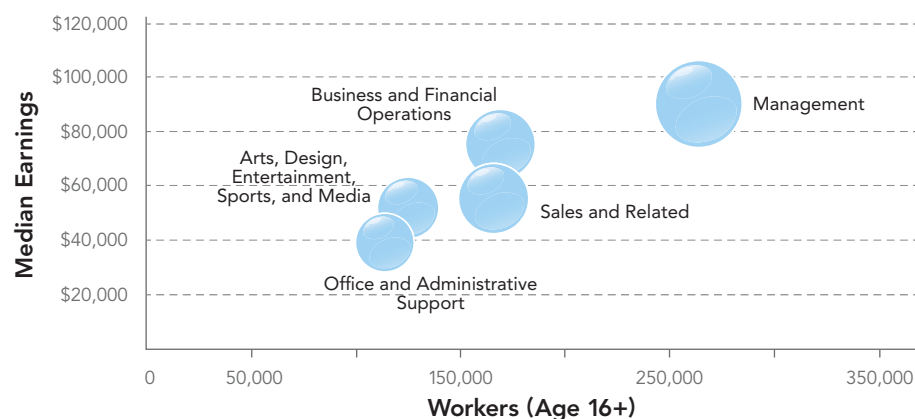 $120,000
$100,000
$80,000
$60,000
$40,000
$20,000
Median Earnings
Business and Financial
Operations
Management
Arts, Design,
Entertainment,
Sports, and Media
Sales and Related
Office and Administrative
Support
0
50,000
150,000
250,000
350,000
Workers (Age 16+)